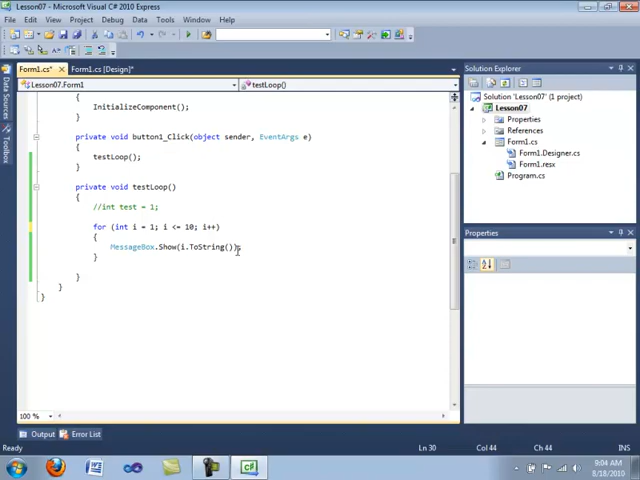 Lesson07 - Microsoft Visual C# 2010 Express
File Edit View Project Debug Data Tools Window Help
Form1.cs* Form1.cs [Design]*
Lesson07.Form1 testLoop()
{
InitializeComponent();
}
private void button1_Click(object sender, EventArgs e)
{
testLoop();
}
private void testLoop()
{
//int test = 1;
for (int i = 1; i <= 10; i++)
{
MessageBox.Show(i.ToString());
}
}
}
}
100 %
Output Error List
Data Sources
Toolbox
Solution Explorer
Solution 'Lesson07' (1 project)
Lesson07
Properties
References
Form1.cs
Form1.Designer.cs
Form1.resx
Program.cs
Properties
Ready Ln 30 Col 44 Ch 44
9:04 AM
8/18/2010